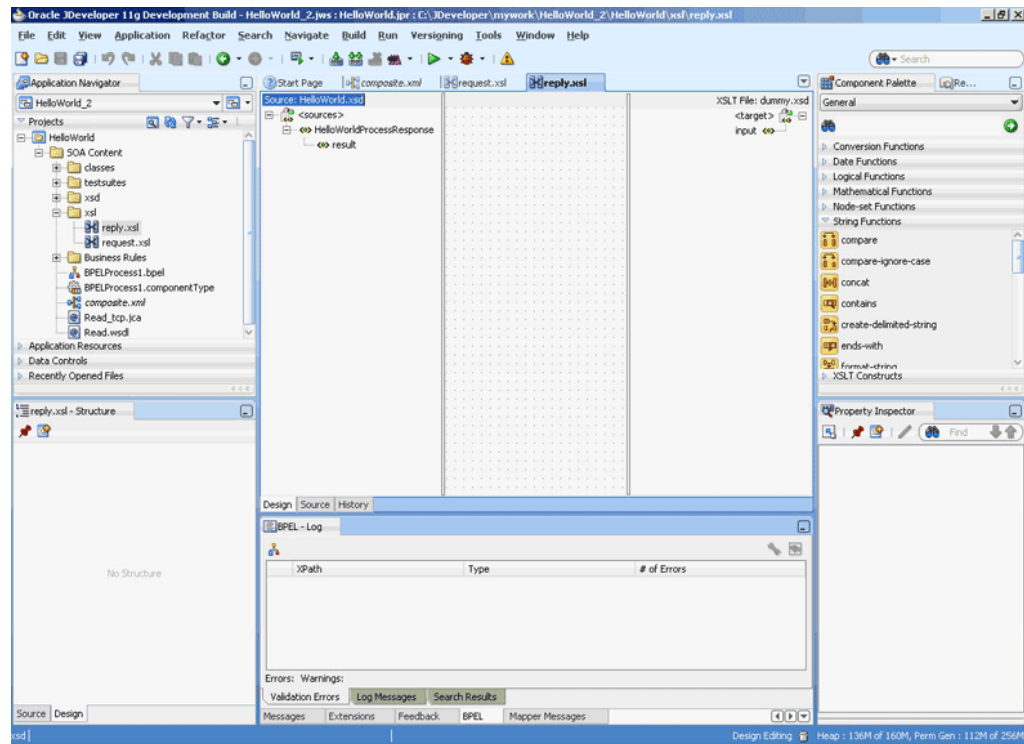 Oracle JDeveloper 11g Development Build - HelloWorld_2.jws : HelloWorld.jpr : C:\JDeveloper\mywork\HelloWorld_2\HelloWorld\xsl\reply.xsl
File Edit View Application Refactor Search Navigate Build Run Versioning Tools Window Help
Search
Application Navigator
HelloWorld_2
Projects
HelloWorld
SOA Content
classes
testsuites
xsd
xsl
reply.xsl
request.xsl
Business Rules
BPELProcess1.bpel
BPELProcess1.componentType
composite.xml
Read_tcp.jca
Read.wsdl
Application Resources
Data Controls
Recently Opened Files
reply.xsl - Structure
No Structure
Source Design
Start Page composite.xml request.xsl reply.xsl
Source: HelloWorld.xsd
<sources>
HelloWorldProcessResponse
result
XSLT File: dummy.xsd
<target>
input
Design Source History
BPEL - Log
XPath Type # of Errors
Errors: Warnings:
Validation Errors Log Messages Search Results
Messages Extensions Feedback BPEL Mapper Messages
Component Palette Re...
General
Conversion Functions
Date Functions
Logical Functions
Mathematical Functions
Node-set Functions
String Functions
compare
compare-ignore-case
concat
contains
create-delimited-string
ends-with
format-string
XSLT Constructs
Property Inspector
Find
xsd
Design Editing Heap : 136M of 160M, Perm Gen : 112M of 256M